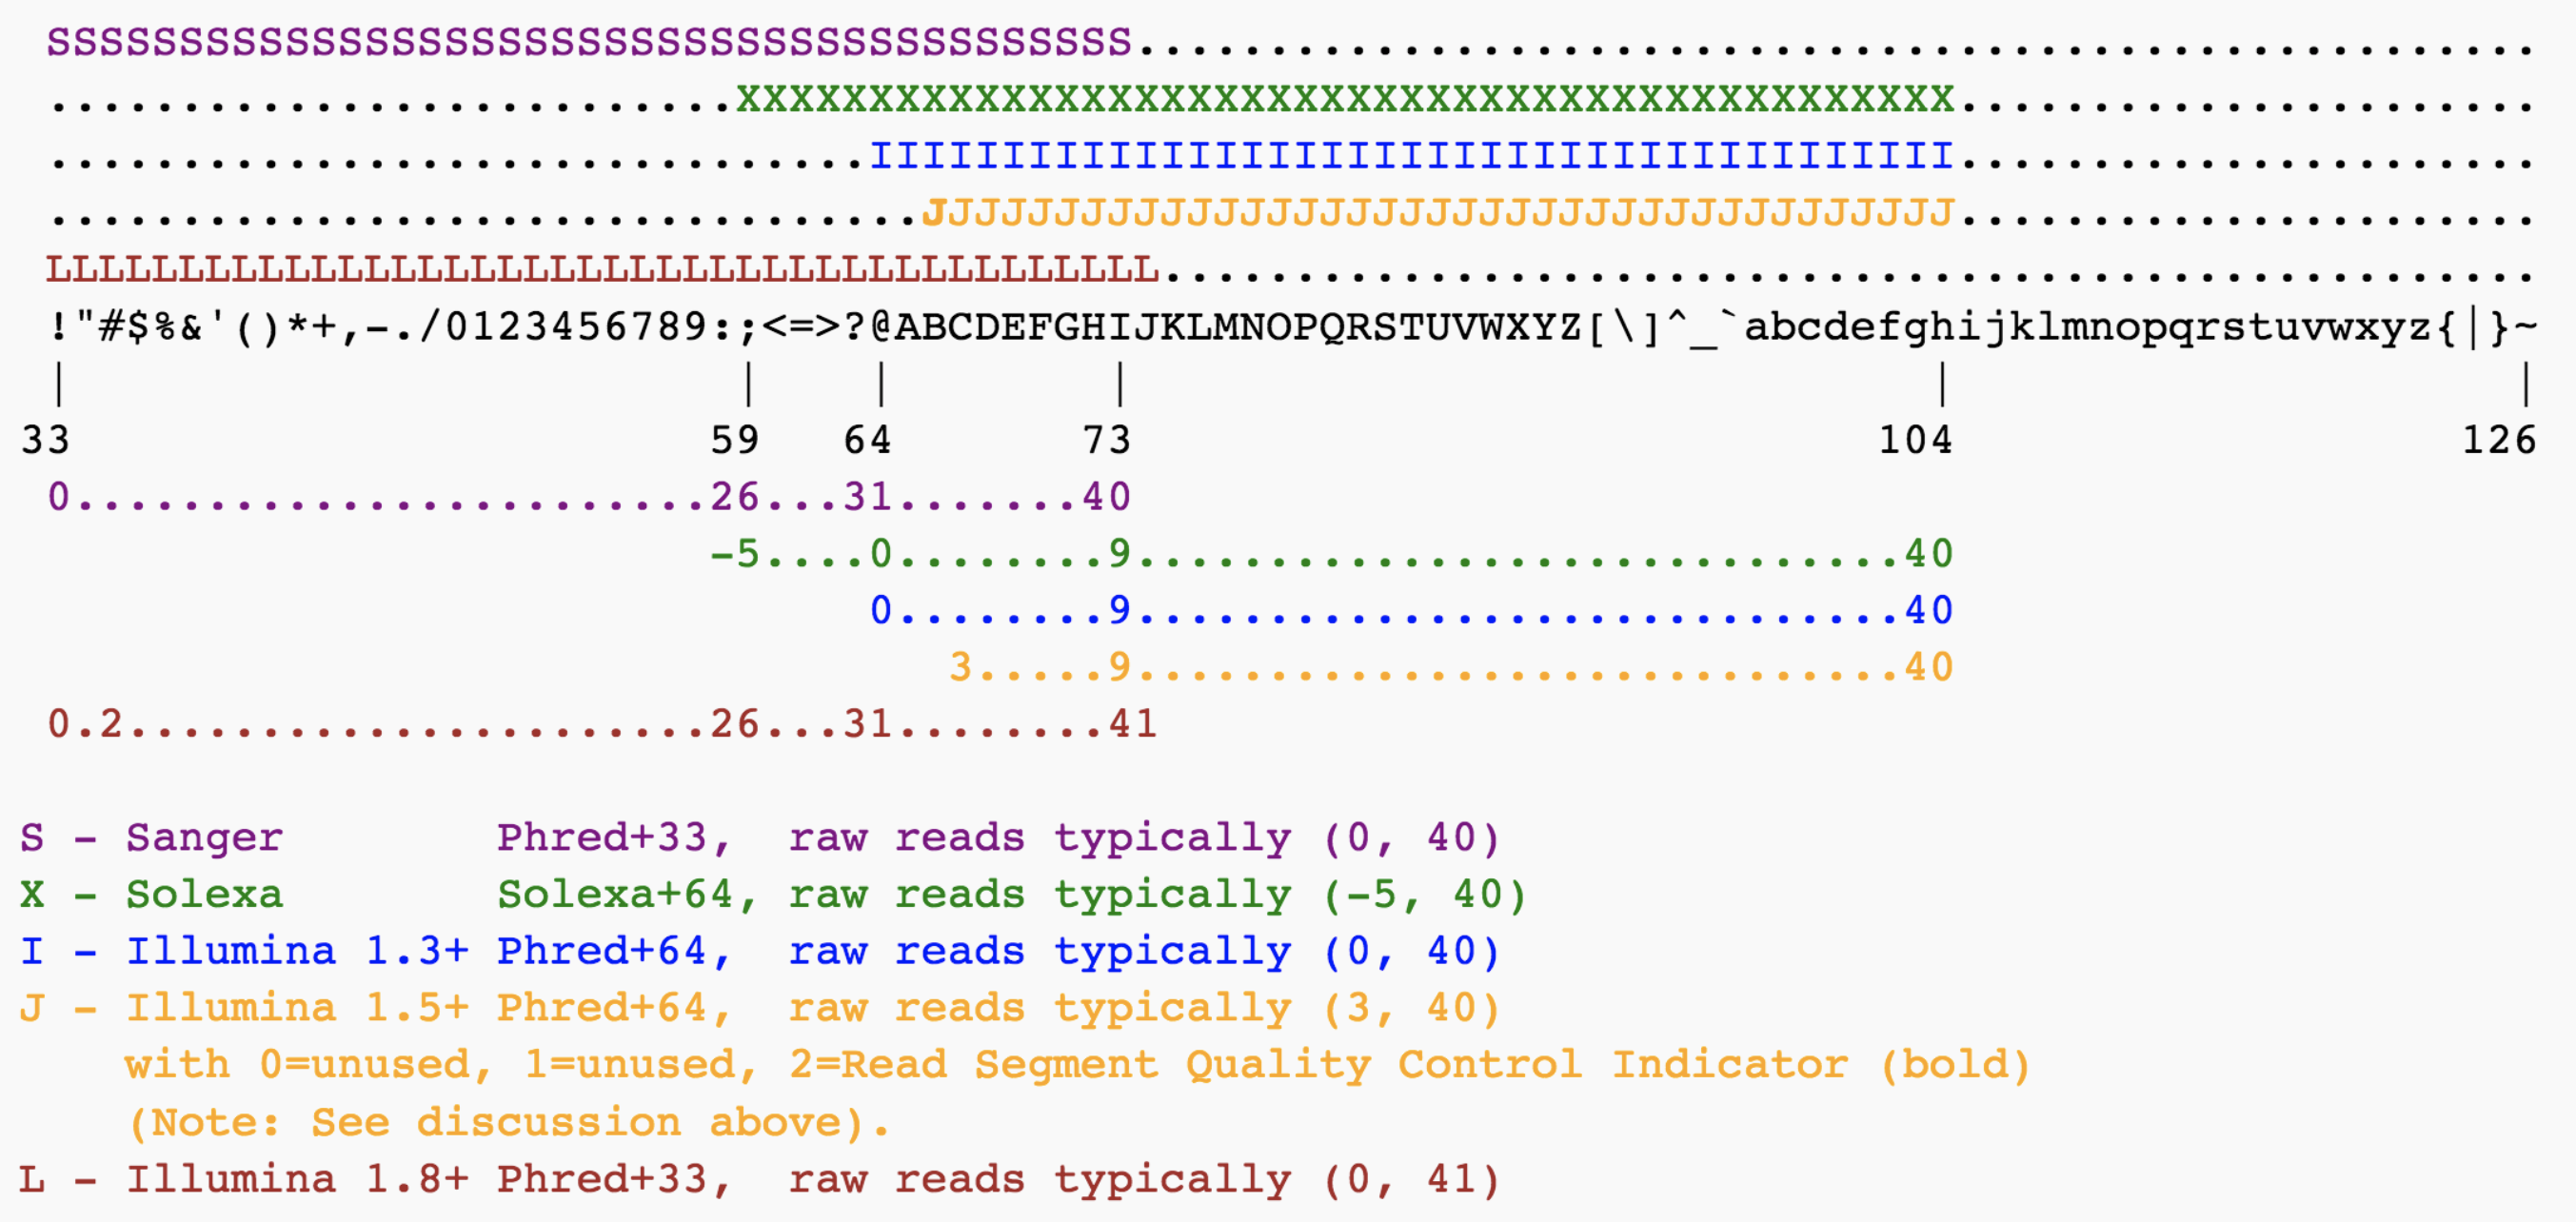 SSSSSSSSSSSSSSSSSSSSSSSSSSSSSSSSSSSSSSSSS.....................................................
..........................XXXXXXXXXXXXXXXXXXXXXXXXXXXXXXXXXXXXXXXXXXXXXX......................
...............................IIIIIIIIIIIIIIIIIIIIIIIIIIIIIIIIIIIIIIIII......................
.................................JJJJJJJJJJJJJJJJJJJJJJJJJJJJJJJJJJJJJJJ......................
LLLLLLLLLLLLLLLLLLLLLLLLLLLLLLLLLLLLLLLLLL....................................................
!"#$%&'()*+,-./0123456789:;<=>?@ABCDEFGHIJKLMNOPQRSTUVWXYZ[\]^_`abcdefghijklmnopqrstuvwxyz{|}~
| | | | | |
33 59 64 73 104 126
0........................26...31.......40
-5....0........9.............................40
0........9.............................40
3.....9.............................40
0.2......................26...31........41
S - Sanger Phred+33, raw reads typically (0, 40)
X - Solexa Solexa+64, raw reads typically (-5, 40)
I - Illumina 1.3+ Phred+64, raw reads typically (0, 40)
J - Illumina 1.5+ Phred+64, raw reads typically (3, 40)
with 0=unused, 1=unused, 2=Read Segment Quality Control Indicator (bold)
(Note: See discussion above).
L - Illumina 1.8+ Phred+33, raw reads typically (0, 41)